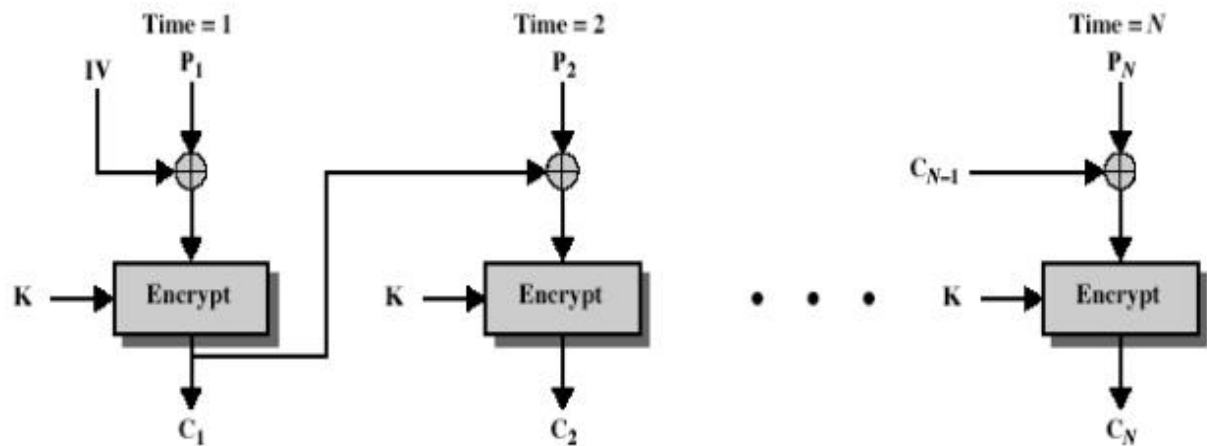 Time = 1 Time = 2 Time = N
IV P1 P2 PN
CN–1
K Encrypt K Encrypt • • • K Encrypt
C1 C2 CN